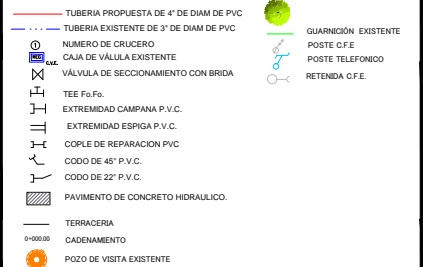 TUBERIA PROPUESTA DE 4" DE DIAM DE PVC
TUBERIA EXISTENTE DE 3" DE DIAM DE PVC
1 NUMERO DE CRUCERO
C.V.E. CAJA DE VÁLULA EXISTENTE
VÁLVULA DE SECCIONAMIENTO CON BRIDA
TEE Fo.Fo.
EXTREMIDAD CAMPANA P.V.C.
EXTREMIDAD ESPIGA P.V.C.
COPLE DE REPARACION PVC
CODO DE 45° P.V.C.
CODO DE 22° P.V.C.
PAVIMENTO DE CONCRETO HIDRAULICO.
TERRACERIA
0+000.00 CADENAMIENTO
POZO DE VISITA EXISTENTE
GUARNICIÓN EXISTENTE
POSTE C.F.E
POSTE TELEFONICO
RETENIDA C.F.E.